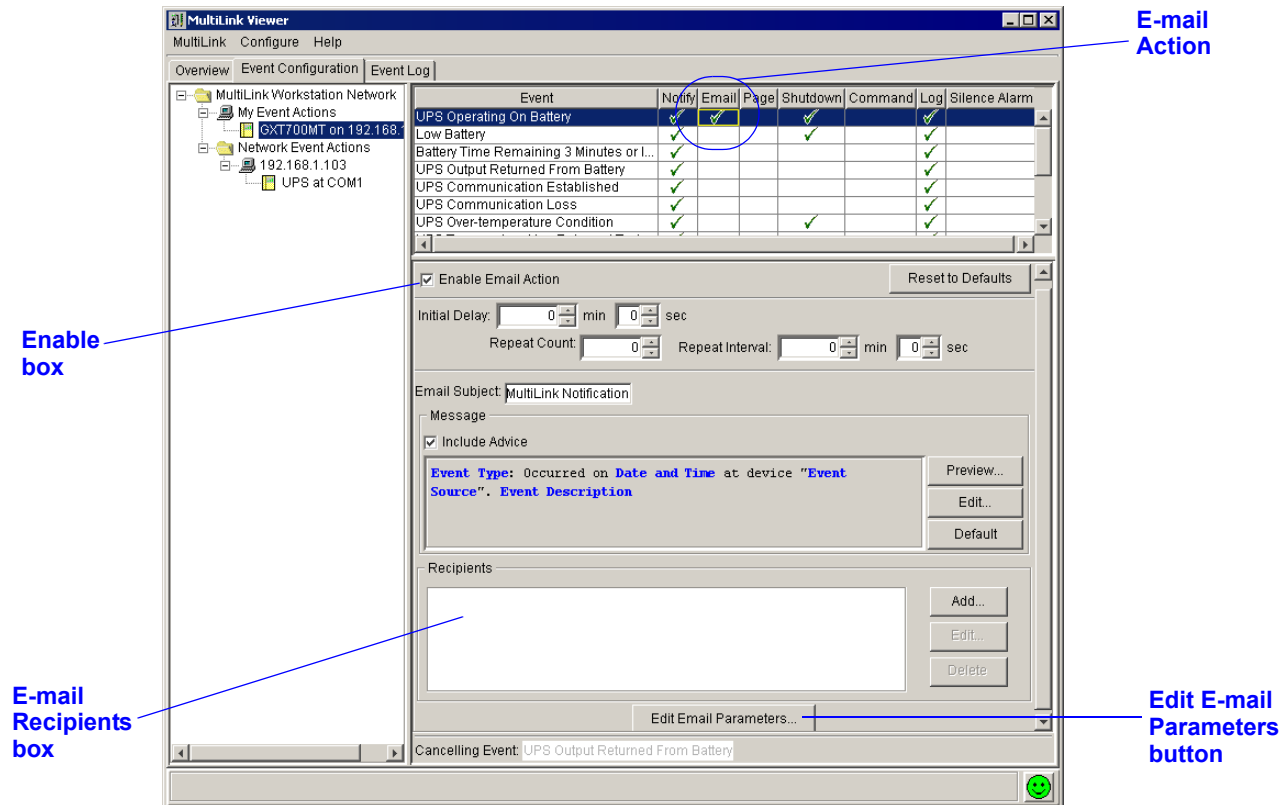 MultiLink Viewer
MultiLink Configure Help
Overview Event Configuration Event Log
E-mail
Action
MultiLink Workstation Network
My Event Actions
GXT700MT on 192.168.1
Network Event Actions
192.168.1.103
UPS at COM1
Event Notify Email Page Shutdown Command Log Silence Alarm
UPS Operating On Battery
Low Battery
Battery Time Remaining 3 Minutes or l...
UPS Output Returned From Battery
UPS Communication Established
UPS Communication Loss
UPS Over-temperature Condition
Enable Email Action Reset to Defaults
Initial Delay: 0 min 0 sec
Repeat Count: 0 Repeat Interval: 0 min 0 sec
Enable
box
Email Subject: MultiLink Notification
Message
Include Advice
Event Type: Occurred on Date and Time at device "Event
Source". Event Description
Preview...
Edit...
Default
Recipients
Add...
Edit...
Delete
E-mail
Recipients
box
Edit Email Parameters...
Edit E-mail
Parameters
button
Cancelling Event: UPS Output Returned From Battery